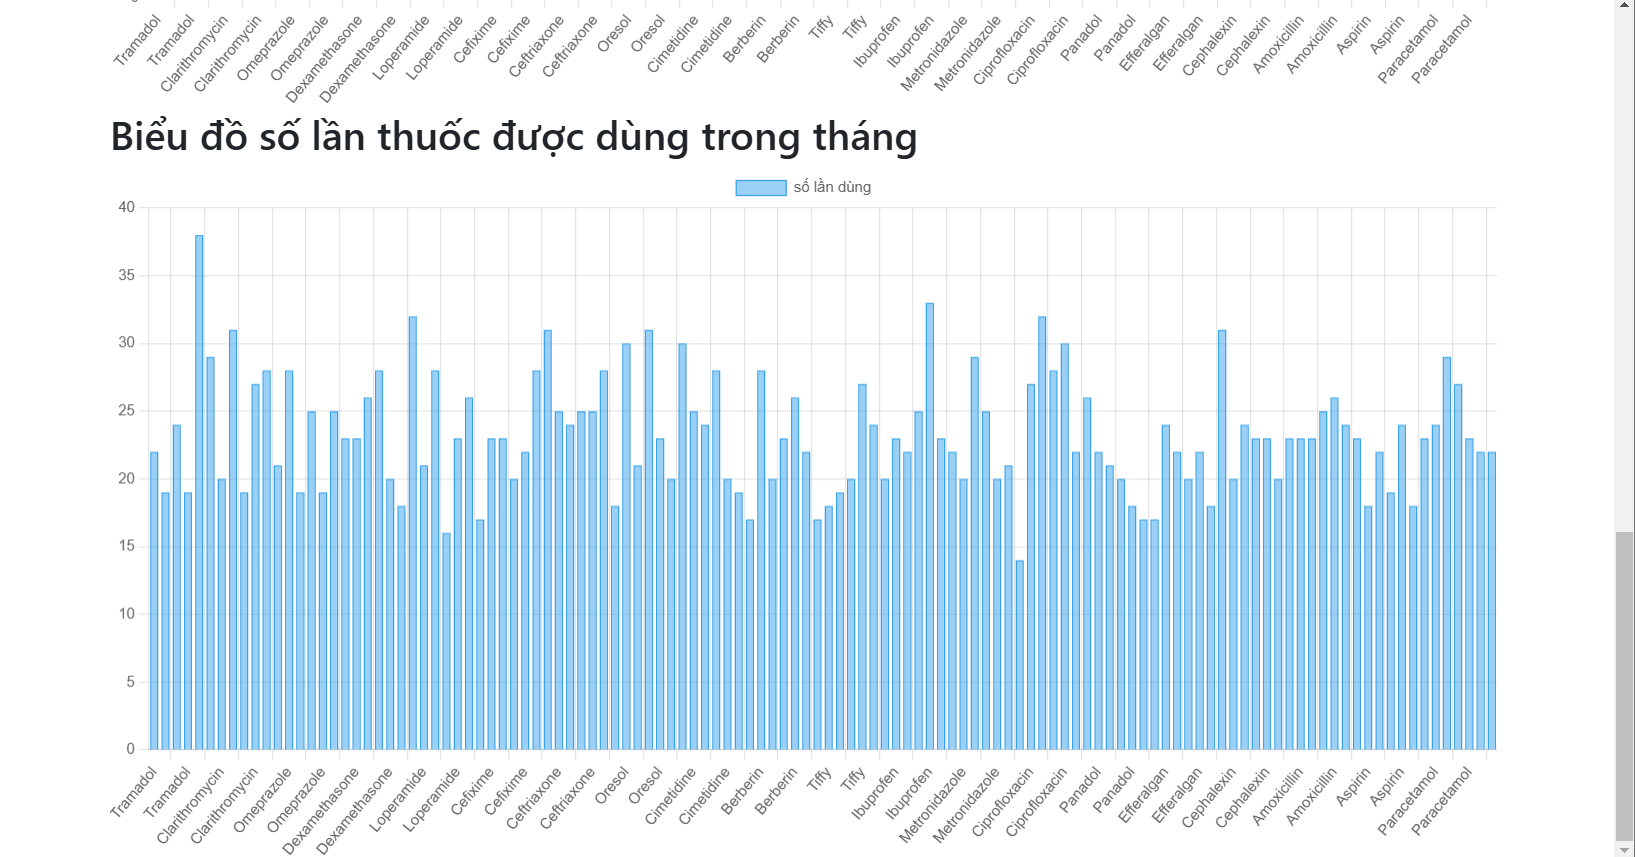 Tramadol Tramadol Clarithromycin Clarithromycin Omeprazole Omeprazole Dexamethasone Dexamethasone Loperamide Loperamide Cefixime Cefixime Ceftriaxone Ceftriaxone Oresol Oresol Cimetidine Cimetidine Berberin Berberin Tiffy Tiffy Ibuprofen Ibuprofen Metronidazole Metronidazole Ciprofloxacin Ciprofloxacin Panadol Panadol Efferalgan Efferalgan Cephalexin Cephalexin Amoxicillin Amoxicillin Aspirin Aspirin Paracetamol Paracetamol
Biểu đồ số lần thuốc được dùng trong tháng
số lần dùng
40
35
30
25
20
15
10
5
0
Tramadol Tramadol Clarithromycin Clarithromycin Omeprazole Omeprazole Dexamethasone Dexamethasone Loperamide Loperamide Cefixime Cefixime Ceftriaxone Ceftriaxone Oresol Oresol Cimetidine Cimetidine Berberin Berberin Tiffy Tiffy Ibuprofen Ibuprofen Metronidazole Metronidazole Ciprofloxacin Ciprofloxacin Panadol Panadol Efferalgan Efferalgan Cephalexin Cephalexin Amoxicillin Amoxicillin Aspirin Aspirin Paracetamol Paracetamol